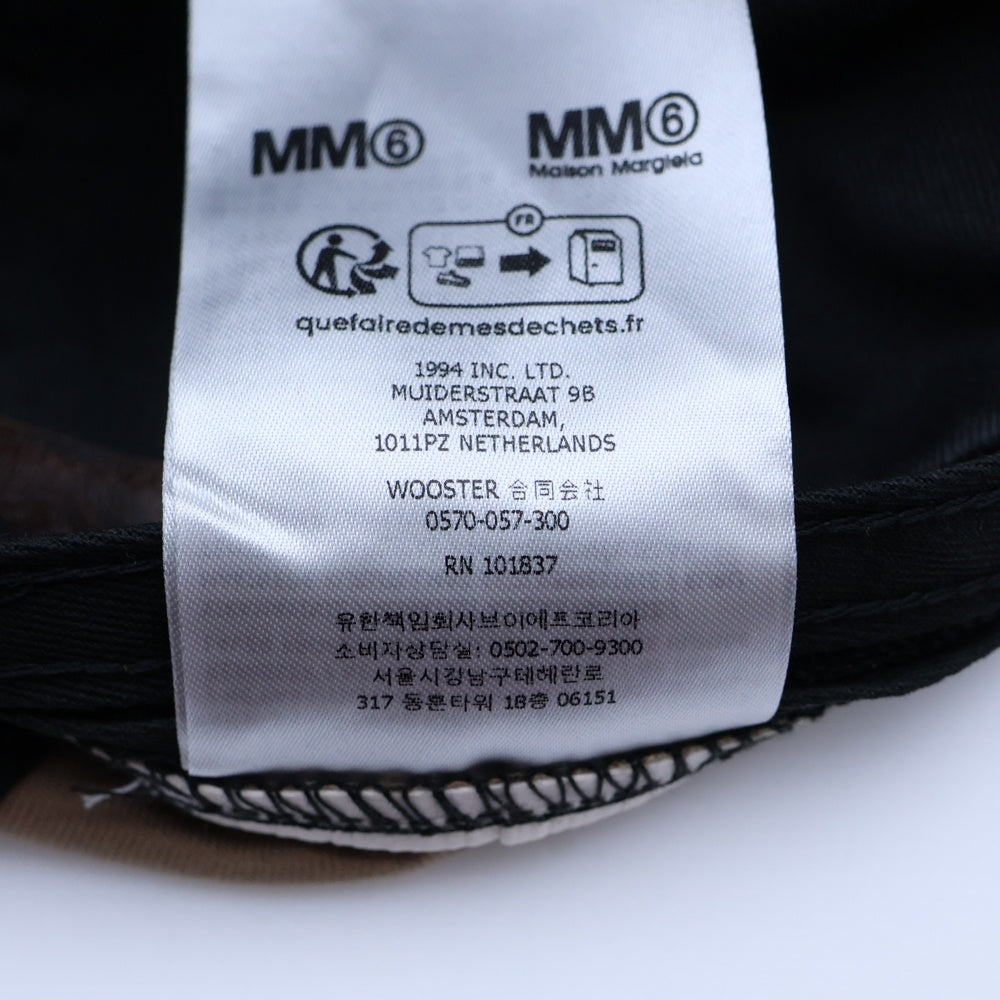 MM⑥
MM⑥
Maison Margiela
FR
quefairedemesdechets.fr
1994 INC. LTD.
MUIDERSTRAAT 9B
AMSTERDAM,
1011PZ NETHERLANDS
WOOSTER 合同会社
0570-057-300
RN 101837
유한책임회사브이에프코리아
소비자상담실: 0502-700-9300
서울시강남구테헤란로
317 동훈타워 18층 06151